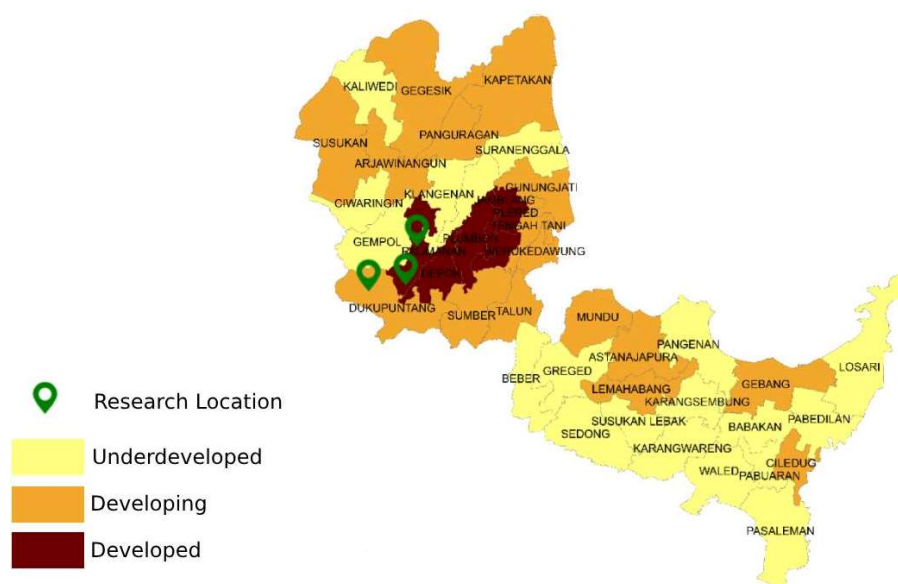 KALIWEDI
GEGESIK
KAPETAKAN
SUSUKAN
PANGURAGAN
SURANENGGALA
ARJAWINANGUN
GUNUNGJATI
KLANGENAN
CIWARINGIN
TENGAH TANI
GEMPOL
KEDAWUNG
DEPOK
DUKUPUNTANG
SUMBER
TALUN
MUNDU
PANGENAN
ASTANAJAPURA
LOSARI
BEBER
GREGED
LEMAHABANG
GEBANG
KARANGSEMBUNG
SUSUKAN LEBAK
BABAKAN
PABEDILAN
SEDONG
KARANGWARENG
CILEDUG
WALED
PABUARAN
PASALEMAN
Research Location
Underdeveloped
Developing
Developed